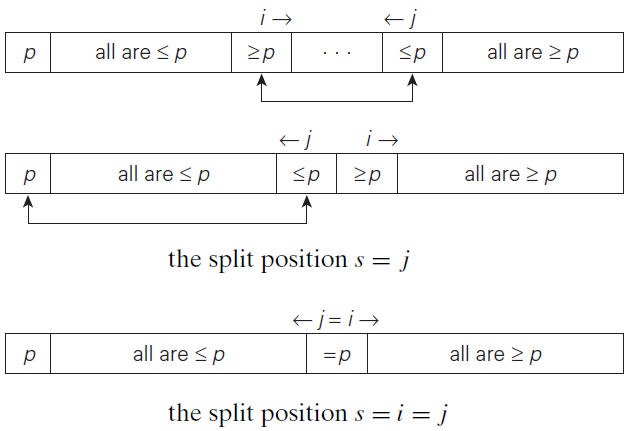 i → ← j
p all are ≤ p ≥p · · · ≤p all are ≥ p
← j i →
p all are ≤ p ≤p ≥p all are ≥ p
the split position s = j
← j = i →
p all are ≤ p =p all are ≥ p
the split position s = i = j